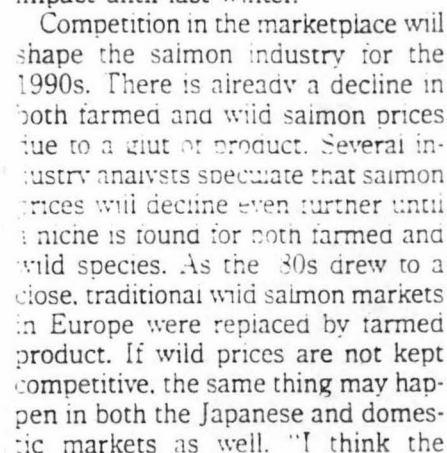 impact until last winter.
Competition in the marketplace will
shape the salmon industry for the
1990s. There is already a decline in
both farmed and wild salmon prices
due to a glut of product. Several in-
dustry analysts speculate that salmon
prices will decline even further until
a niche is found for both farmed and
wild species. As the '80s drew to a
close, traditional wild salmon markets
in Europe were replaced by farmed
product. If wild prices are not kept
competitive, the same thing may hap-
pen in both the Japanese and domes-
tic markets as well. "I think the